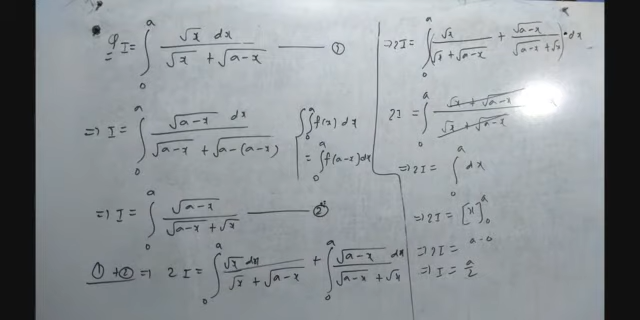 Q I = ∫₀ᵃ √x dx / (√x + √(a-x)) —— ①
⇒ I = ∫₀ᵃ √(a-x) dx / (√(a-x) + √(a-(a-x)))
∫₀ᵃ f(x) dx
= ∫₀ᵃ f(a-x) dx
⇒ I = ∫₀ᵃ √(a-x) / (√(a-x) + √x) —— ②
① + ② ⇒ 2I = ∫₀ᵃ √x dx / (√x + √(a-x)) + ∫₀ᵃ √(a-x) dx / (√(a-x) + √x)
⇒ 2I = ∫₀ᵃ (√x / (√x + √(a-x)) + √(a-x) / (√(a-x) + √x)) dx
2I = ∫₀ᵃ (√x + √(a-x)) / (√x + √(a-x))
⇒ 2I = ∫₀ᵃ dx
⇒ 2I = [x]₀ᵃ
⇒ 2I = a-0
⇒ I = a/2